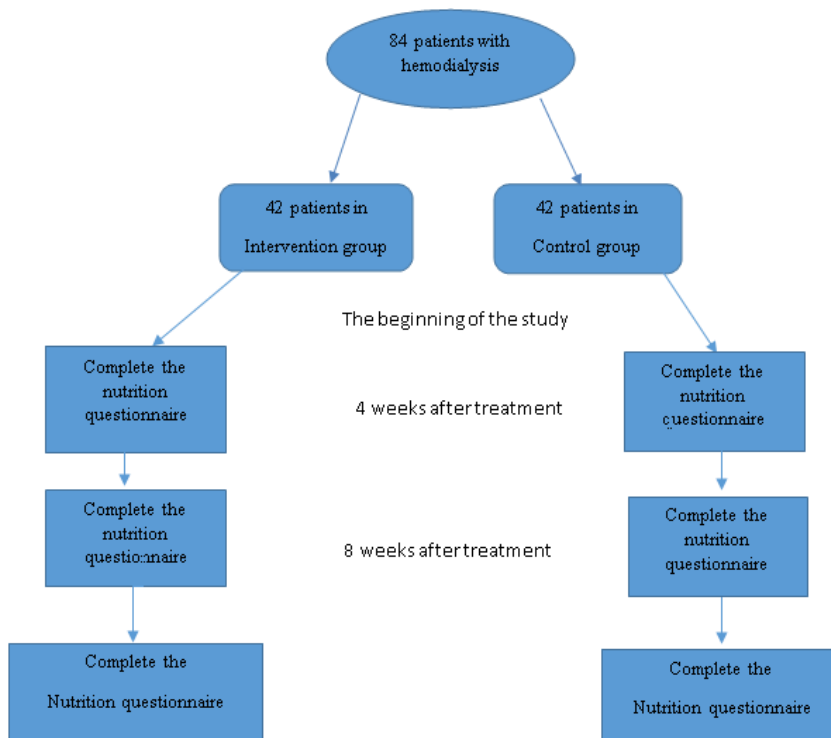 84 patients with
hemodialysis
42 patients in
Intervention group
42 patients in
Control group
The beginning of the study
Complete the
nutrition
questionnaire
Complete the
nutrition
questionnaire
4 weeks after treatment
Complete the
nutrition
questionnaire
Complete the
nutrition
questionnaire
8 weeks after treatment
Complete the
Nutrition questionnaire
Complete the
Nutrition questionnaire